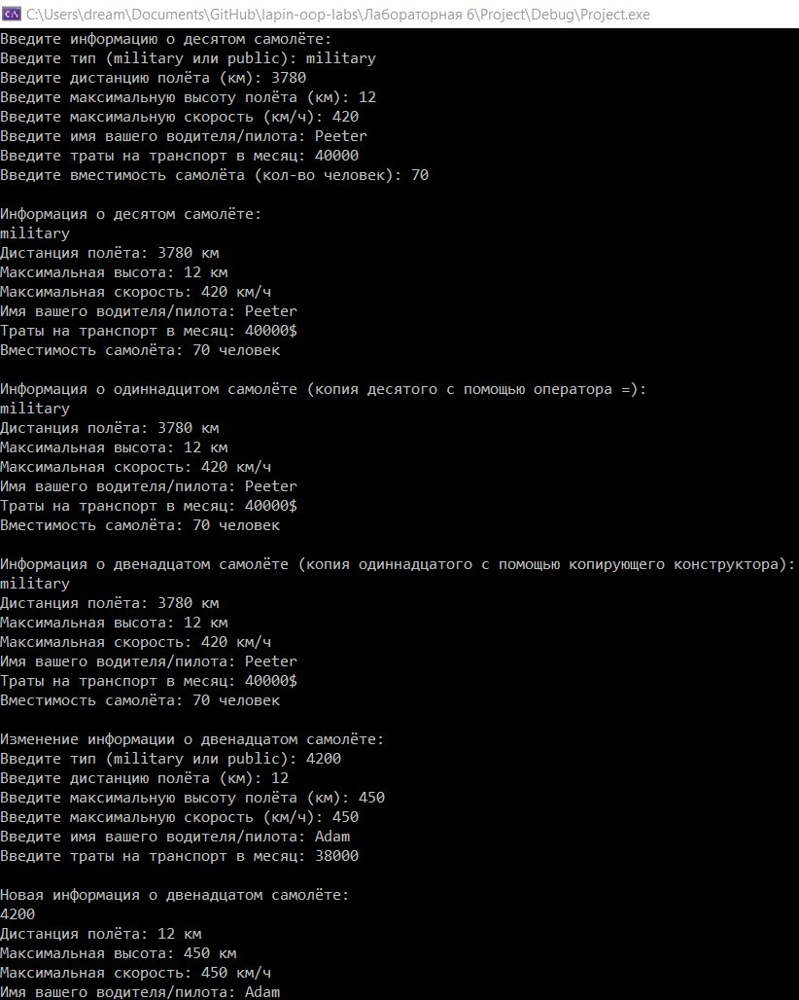 C:\Users\dream\Documents\GitHub\lapin-oop-labs\Лабораторная 6\Project\Debug\Project.exe
Введите информацию о десятом самолёте:
Введите тип (military или public): military
Введите дистанцию полёта (км): 3780
Введите максимальную высоту полёта (км): 12
Введите максимальную скорость (км/ч): 420
Введите имя вашего водителя/пилота: Peeter
Введите траты на транспорт в месяц: 40000
Введите вместимость самолёта (кол-во человек): 70
Информация о десятом самолёте:
military
Дистанция полёта: 3780 км
Максимальная высота: 12 км
Максимальная скорость: 420 км/ч
Имя вашего водителя/пилота: Peeter
Траты на транспорт в месяц: 40000$
Вместимость самолёта: 70 человек
Информация о одиннадцитом самолёте (копия десятого с помощью оператора =):
military
Дистанция полёта: 3780 км
Максимальная высота: 12 км
Максимальная скорость: 420 км/ч
Имя вашего водителя/пилота: Peeter
Траты на транспорт в месяц: 40000$
Вместимость самолёта: 70 человек
Информация о двенадцатом самолёте (копия одиннадцатого с помощью копирующего конструктора):
military
Дистанция полёта: 3780 км
Максимальная высота: 12 км
Максимальная скорость: 420 км/ч
Имя вашего водителя/пилота: Peeter
Траты на транспорт в месяц: 40000$
Вместимость самолёта: 70 человек
Изменение информации о двенадцатом самолёте:
Введите тип (military или public): 4200
Введите дистанцию полёта (км): 12
Введите максимальную высоту полёта (км): 450
Введите максимальную скорость (км/ч): 450
Введите имя вашего водителя/пилота: Adam
Введите траты на транспорт в месяц: 38000
Новая информация о двенадцатом самолёте:
4200
Дистанция полёта: 12 км
Максимальная высота: 450 км
Максимальная скорость: 450 км/ч
Имя вашего водителя/пилота: Adam